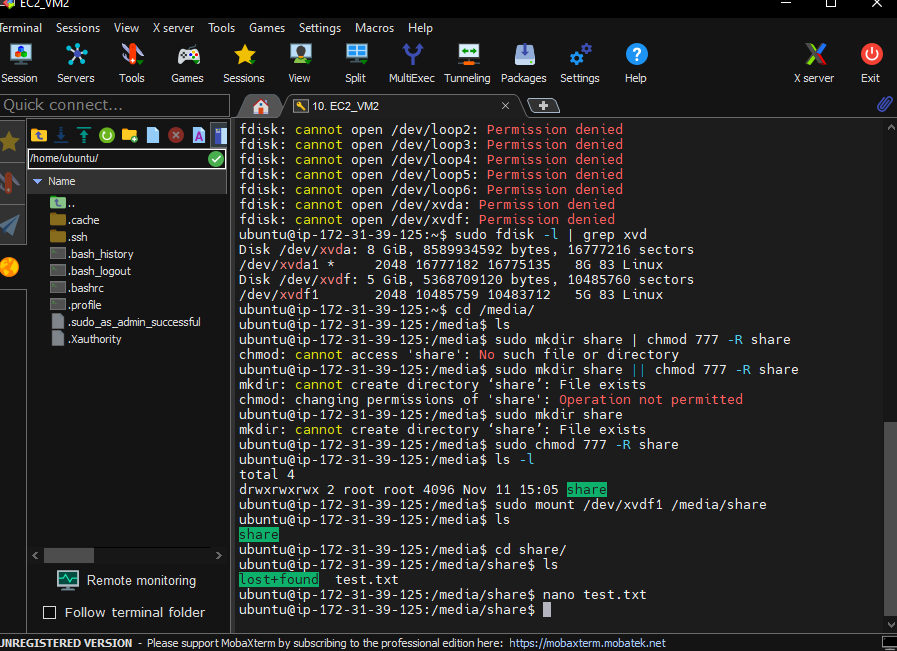 EC2_VM2
Terminal Sessions View X server Tools Games Settings Macros Help
Session Servers Tools Games Sessions View Split MultiExec Tunneling Packages Settings Help X server Exit
Quick connect...
10. EC2_VM2
/home/ubuntu/
Name
..
.cache
.ssh
.bash_history
.bash_logout
.bashrc
.profile
.sudo_as_admin_successful
.Xauthority
Remote monitoring
Follow terminal folder
fdisk: cannot open /dev/loop2: Permission denied
fdisk: cannot open /dev/loop3: Permission denied
fdisk: cannot open /dev/loop4: Permission denied
fdisk: cannot open /dev/loop5: Permission denied
fdisk: cannot open /dev/loop6: Permission denied
fdisk: cannot open /dev/xvda: Permission denied
fdisk: cannot open /dev/xvdf: Permission denied
ubuntu@ip-172-31-39-125:~$ sudo fdisk -l | grep xvd
Disk /dev/xvda: 8 GiB, 8589934592 bytes, 16777216 sectors
/dev/xvda1 * 2048 16777182 16775135 8G 83 Linux
Disk /dev/xvdf: 5 GiB, 5368709120 bytes, 10485760 sectors
/dev/xvdf1 2048 10485759 10483712 5G 83 Linux
ubuntu@ip-172-31-39-125:~$ cd /media/
ubuntu@ip-172-31-39-125:/media$ ls
ubuntu@ip-172-31-39-125:/media$ sudo mkdir share | chmod 777 -R share
chmod: cannot access 'share': No such file or directory
ubuntu@ip-172-31-39-125:/media$ sudo mkdir share || chmod 777 -R share
mkdir: cannot create directory ‘share’: File exists
chmod: changing permissions of 'share': Operation not permitted
ubuntu@ip-172-31-39-125:/media$ sudo mkdir share
mkdir: cannot create directory ‘share’: File exists
ubuntu@ip-172-31-39-125:/media$ sudo chmod 777 -R share
ubuntu@ip-172-31-39-125:/media$ ls -l
total 4
drwxrwxrwx 2 root root 4096 Nov 11 15:05 share
ubuntu@ip-172-31-39-125:/media$ sudo mount /dev/xvdf1 /media/share
ubuntu@ip-172-31-39-125:/media$ ls
share
ubuntu@ip-172-31-39-125:/media$ cd share/
ubuntu@ip-172-31-39-125:/media/share$ ls
lost+found test.txt
ubuntu@ip-172-31-39-125:/media/share$ nano test.txt
ubuntu@ip-172-31-39-125:/media/share$
UNREGISTERED VERSION - Please support MobaXterm by subscribing to the professional edition here: https://mobaxterm.mobatek.net